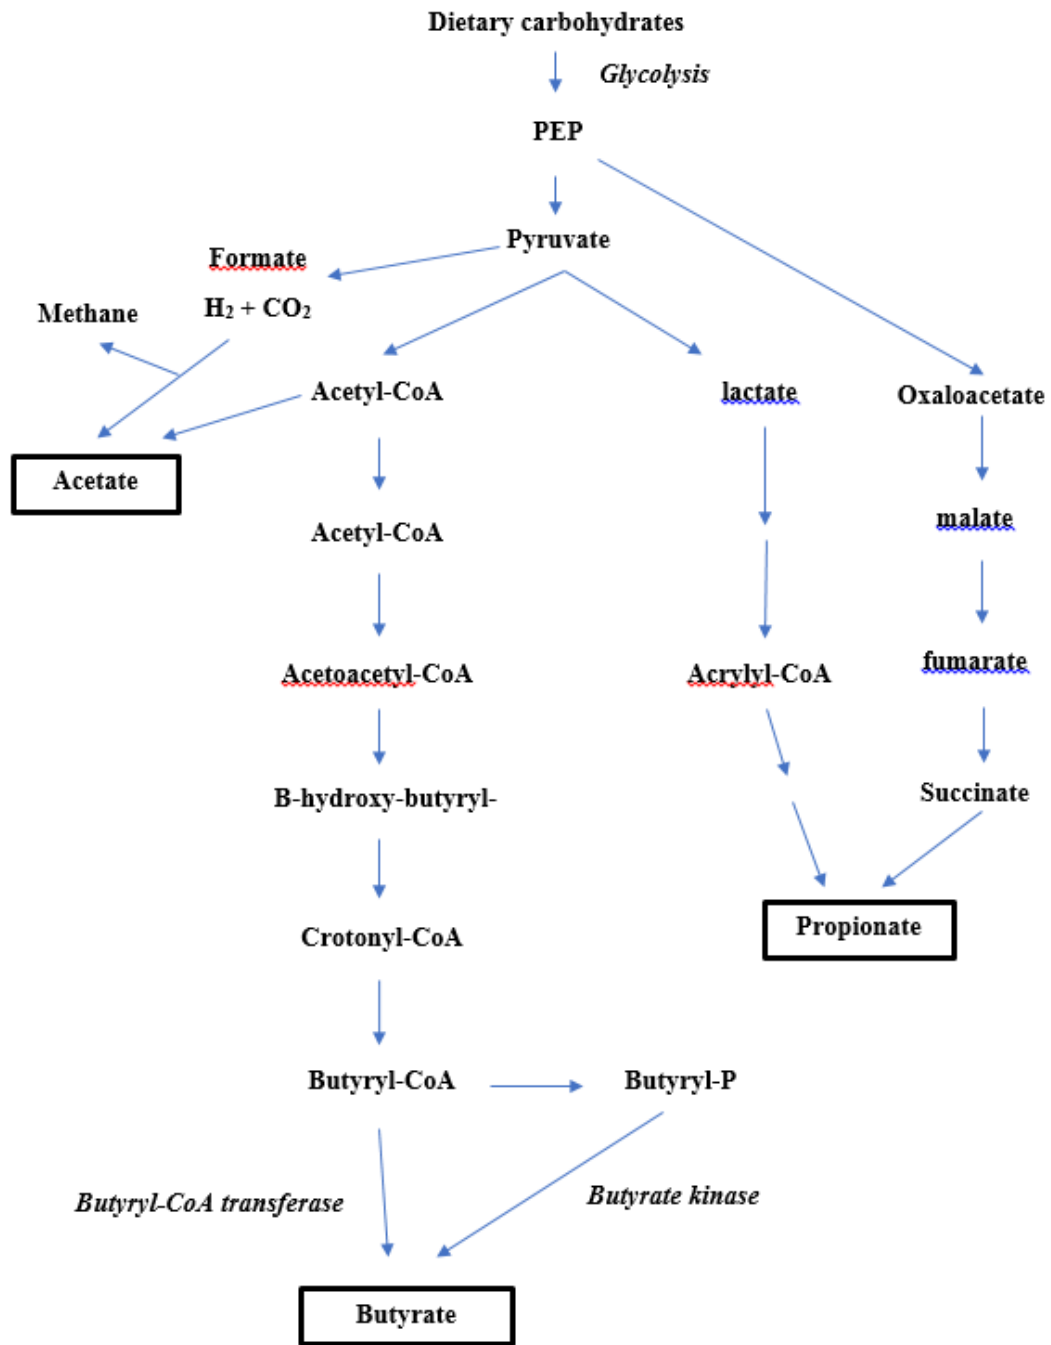 Dietary carbohydrates
Glycolysis
PEP
Pyruvate
Formate
H₂ + CO₂
Methane
Acetyl-CoA
lactate
Oxaloacetate
Acetate
Acetyl-CoA
malate
Acetoacetyl-CoA
Acrylyl-CoA
fumarate
B-hydroxy-butyryl-
Succinate
Crotonyl-CoA
Propionate
Butyryl-CoA
Butyryl-P
Butyryl-CoA transferase
Butyrate kinase
Butyrate